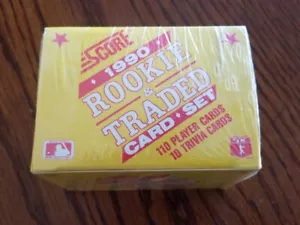 SCORE
1990
ROOKIE
&
TRADED
CARD SET
110 PLAYER CARDS
10 TRIVIA CARDS